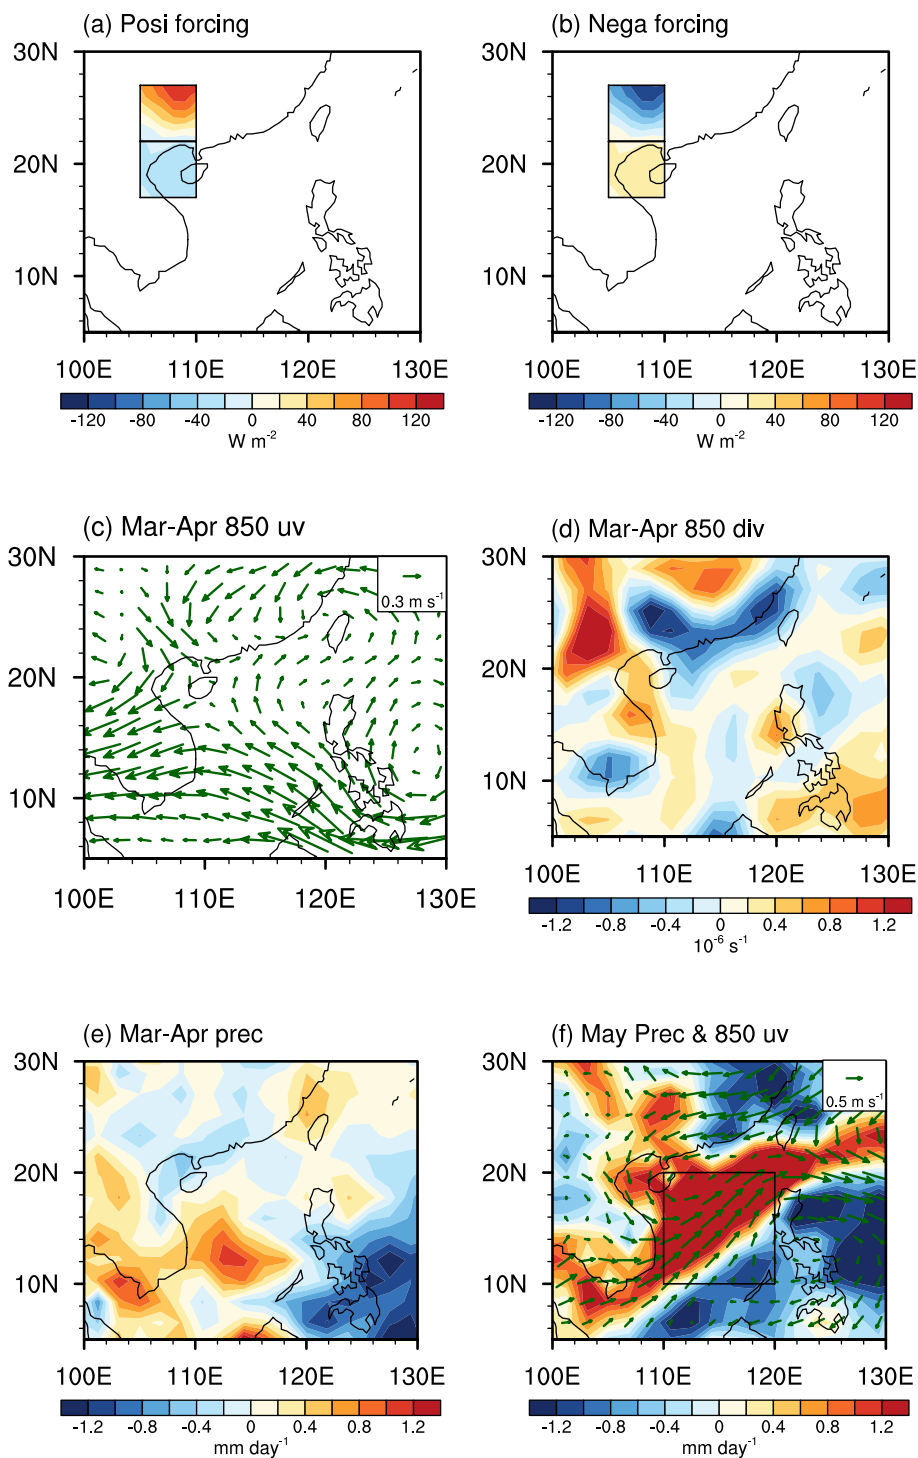 (a) Posi forcing
(b) Nega forcing
30N
20N
10N
100E 110E 120E 130E
-120 -80 -40 0 40 80 120
W m⁻²
30N
20N
10N
100E 110E 120E 130E
-120 -80 -40 0 40 80 120
W m⁻²
(c) Mar-Apr 850 uv
(d) Mar-Apr 850 div
30N
20N
10N
0.3 m s⁻¹
100E 110E 120E 130E
30N
20N
10N
100E 110E 120E 130E
-1.2 -0.8 -0.4 0 0.4 0.8 1.2
10⁻⁶ s⁻¹
(e) Mar-Apr prec
(f) May Prec & 850 uv
30N
20N
10N
100E 110E 120E 130E
-1.2 -0.8 -0.4 0 0.4 0.8 1.2
mm day⁻¹
30N
20N
10N
0.5 m s⁻¹
100E 110E 120E 130E
-1.2 -0.8 -0.4 0 0.4 0.8 1.2
mm day⁻¹